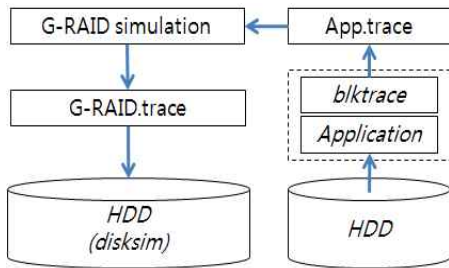 G-RAID simulation
App.trace
blktrace
G-RAID.trace
Application
HDD
(disksim)
HDD